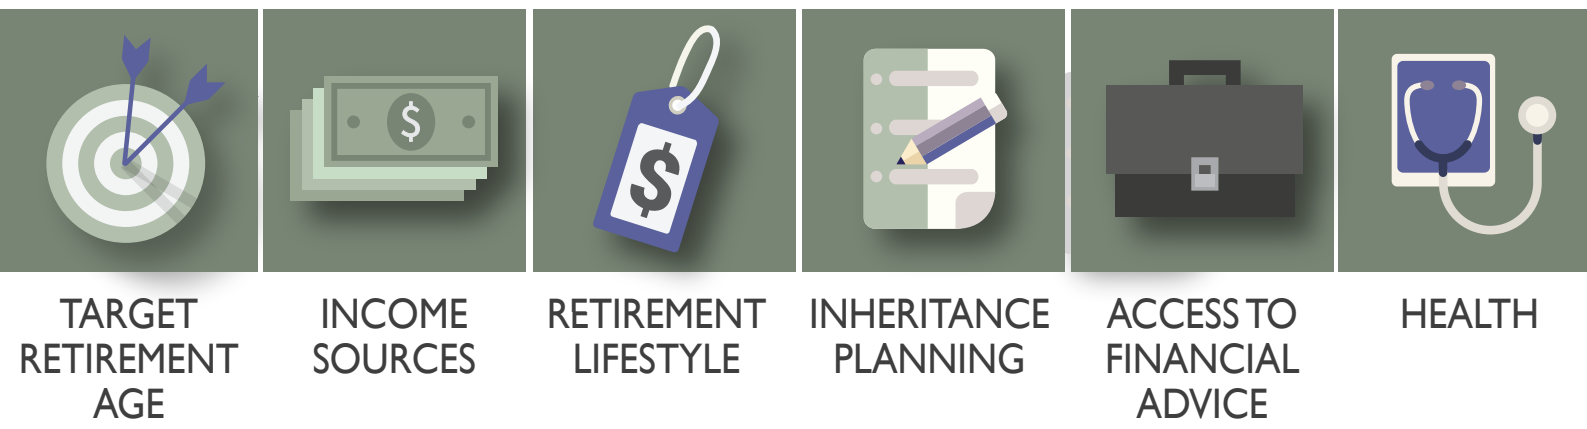 $
$
TARGET
RETIREMENT
AGE
INCOME
SOURCES
RETIREMENT
LIFESTYLE
INHERITANCE
PLANNING
ACCESS TO
FINANCIAL
ADVICE
HEALTH